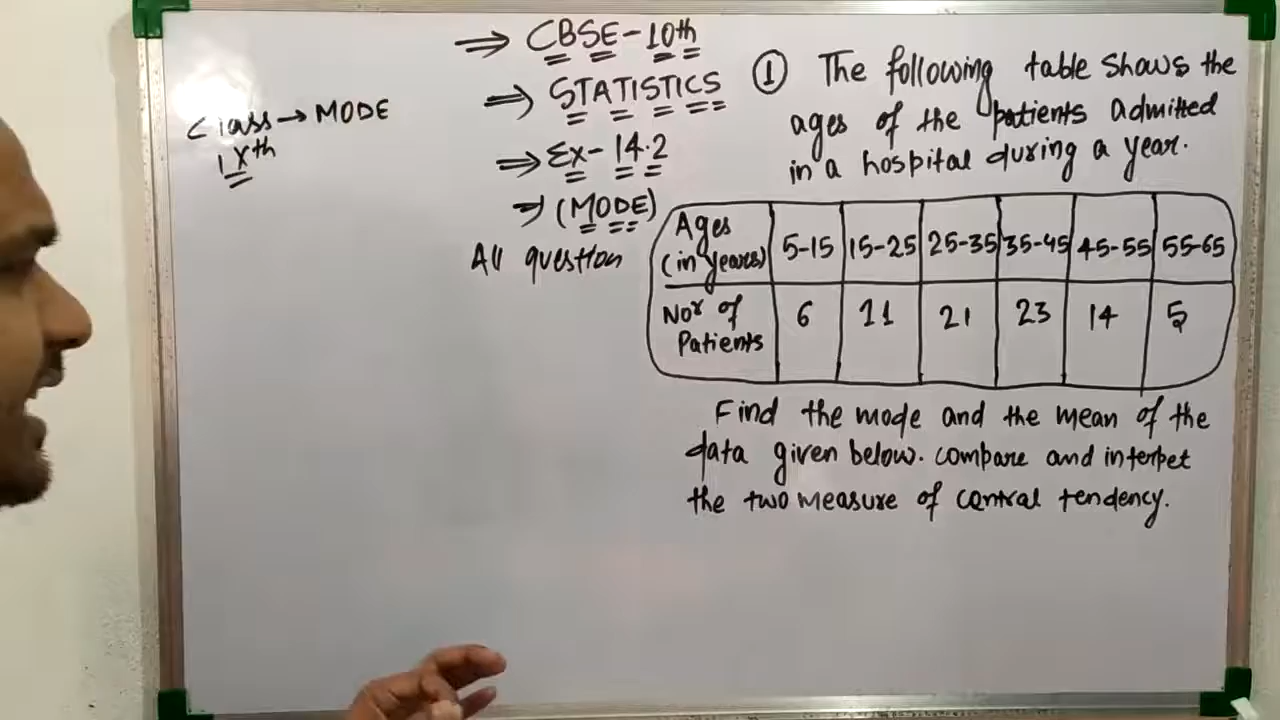 ⇒ CBSE-10th
⇒ STATISTICS
⇒ Ex-14.2
⇒ (MODE)
All question
Class → MODE
IXth
① The following table shows the
ages of the patients admitted
in a hospital during a year.
Ages (in years) 5-15 15-25 25-35 35-45 45-55 55-65
Nor of Patients 6 11 21 23 14 5
Find the mode and the mean of the
data given below. compare and interpet
the two measure of central tendency.